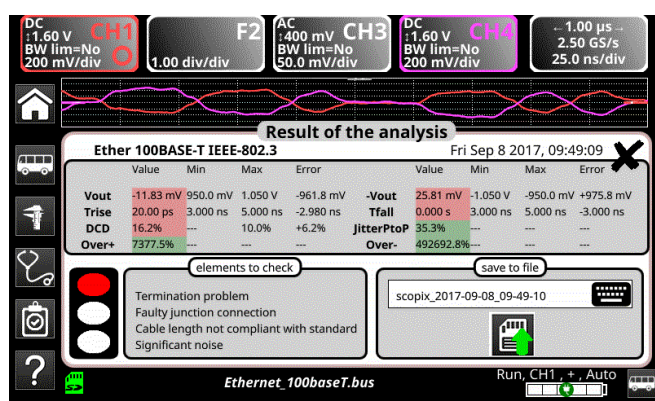 DC
↕1.60 V CH1
BW lim=No
200 mV/div
F2
1.00 div/div
AC
↕400 mV CH3
BW lim=No
50.0 mV/div
DC
↕1.60 V CH4
BW lim=No
200 mV/div
←1.00 µs→
2.50 GS/s
25.0 ns/div
Result of the analysis
Ether 100BASE-T IEEE-802.3 Fri Sep 8 2017, 09:49:09
Value Min Max Error Value Min Max Error
Vout -11.83 mV 950.0 mV 1.050 V -961.8 mV -Vout 25.81 mV -1.050 V -950.0 mV +975.8 mV
Trise 20.00 ps 3.000 ns 5.000 ns -2.980 ns Tfall 0.000 s 3.000 ns 5.000 ns -3.000 ns
DCD 16.2% --- 10.0% +6.2% JitterPtoP 35.3% --- --- ---
Over+ 7377.5% --- --- --- Over- 492692.8% --- --- ---
elements to check
Termination problem
Faulty junction connection
Cable length not compliant with standard
Significant noise
save to file
scopix_2017-09-08_09-49-10
?
SD
Ethernet_100baseT.bus
Run, CH1 , + , Auto